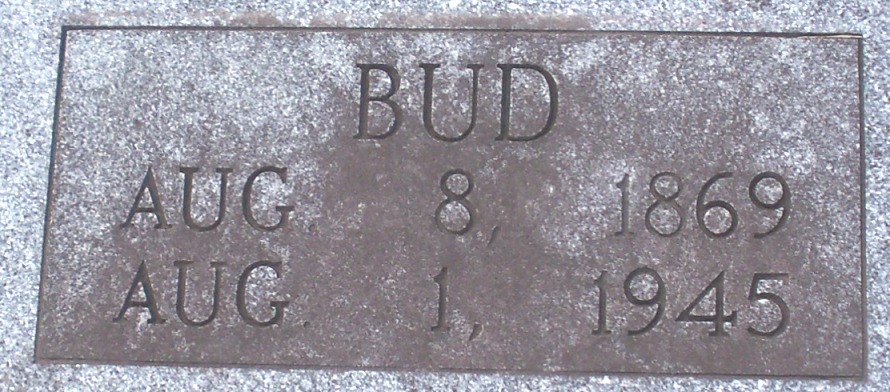 BUD
AUG. 8, 1869
AUG. 1, 1945